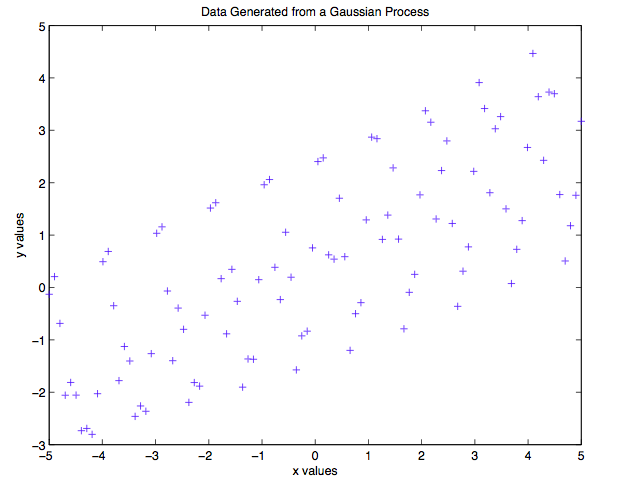 Data Generated from a Gaussian Process
5
4
3
2
1
0
−1
−2
−3
y values
−5 −4 −3 −2 −1 0 1 2 3 4 5
x values